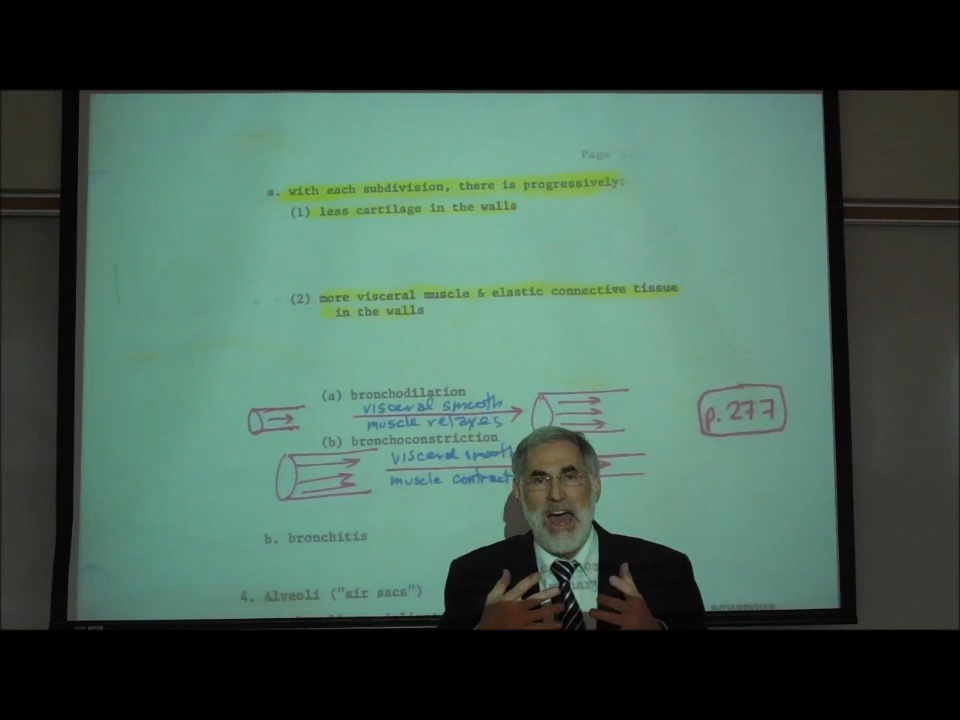 Page
a. with each subdivision, there is progressively:
(1) less cartilage in the walls
(2) more visceral muscle & elastic connective tissue
in the walls
(a) bronchodilation
visceral smooth
muscle relaxes
p. 277
(b) bronchoconstriction
visceral smooth
muscle contract
b. bronchitis
4. Alveoli ("air sacs")